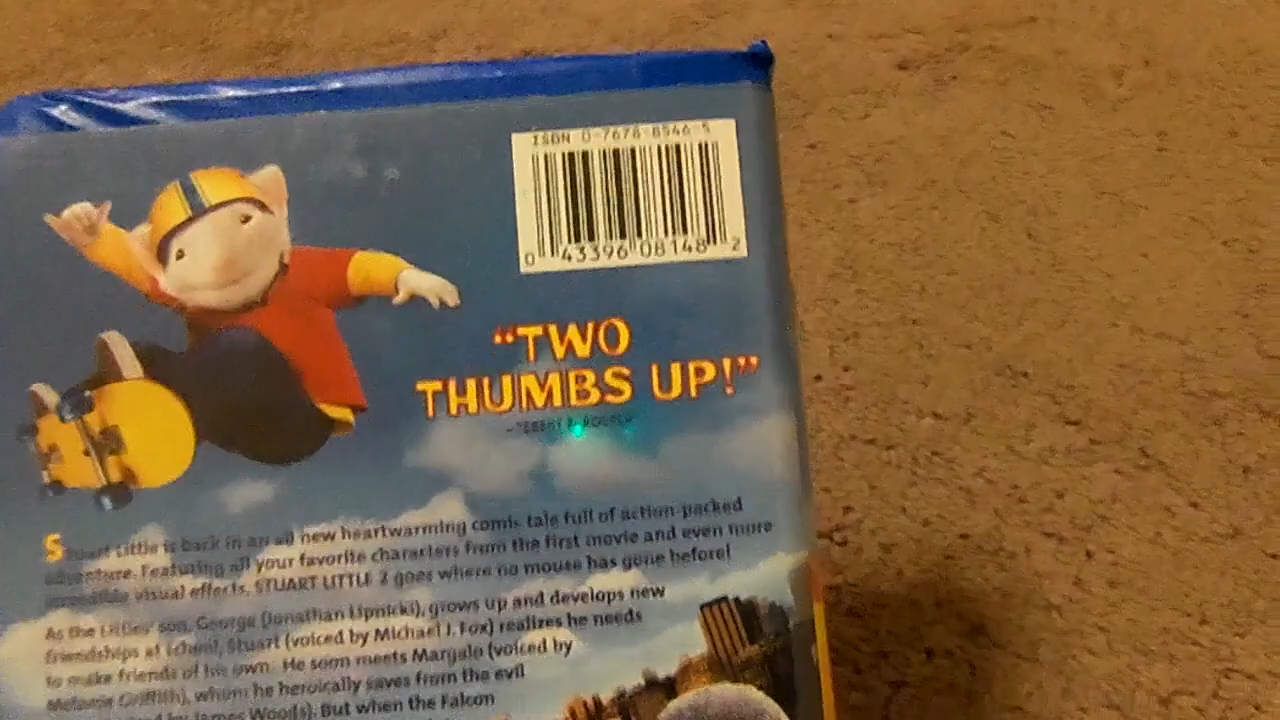 ISBN 0-7678-8546-5
0 43396 08148 2
"TWO
THUMBS UP!"
Stuart Little is back in an all new heartwarming comic tale full of action-packed
adventure. Featuring all your favorite characters from the first movie and even more
incredible visual effects, STUART LITTLE 2 goes where no mouse has gone before!
As the Littles' son, George (Jonathan Lipnicki), grows up and develops new
friendships at school, Stuart (voiced by Michael J. Fox) realizes he needs
to make friends of his own. He soon meets Margalo (voiced by
Melanie Griffith), whom he heroically saves from the evil
by James Woods). But when the Falcon